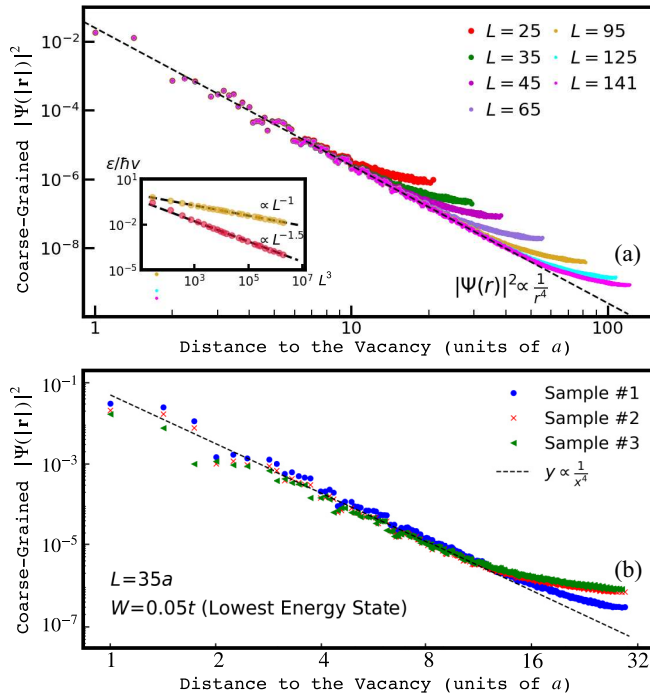 Coarse-Grained |Ψ(|r|)|²
10⁻²
10⁻⁴
10⁻⁶
10⁻⁸
L = 25
L = 35
L = 45
L = 65
L = 95
L = 125
L = 141
ε/ħv
10¹
10⁻²
10⁻⁵
∝ L⁻¹
∝ L⁻¹·⁵
10³
10⁵
10⁷
L³
(a)
|Ψ(r)|² ∝ 1/r⁴
1
10
100
Distance to the Vacancy (units of a)
Coarse-Grained |Ψ(|r|)|²
10⁻¹
10⁻³
10⁻⁵
10⁻⁷
Sample #1
Sample #2
Sample #3
y ∝ 1/x⁴
L=35a
W=0.05t (Lowest Energy State)
(b)
1
2
4
8
16
32
Distance to the Vacancy (units of a)